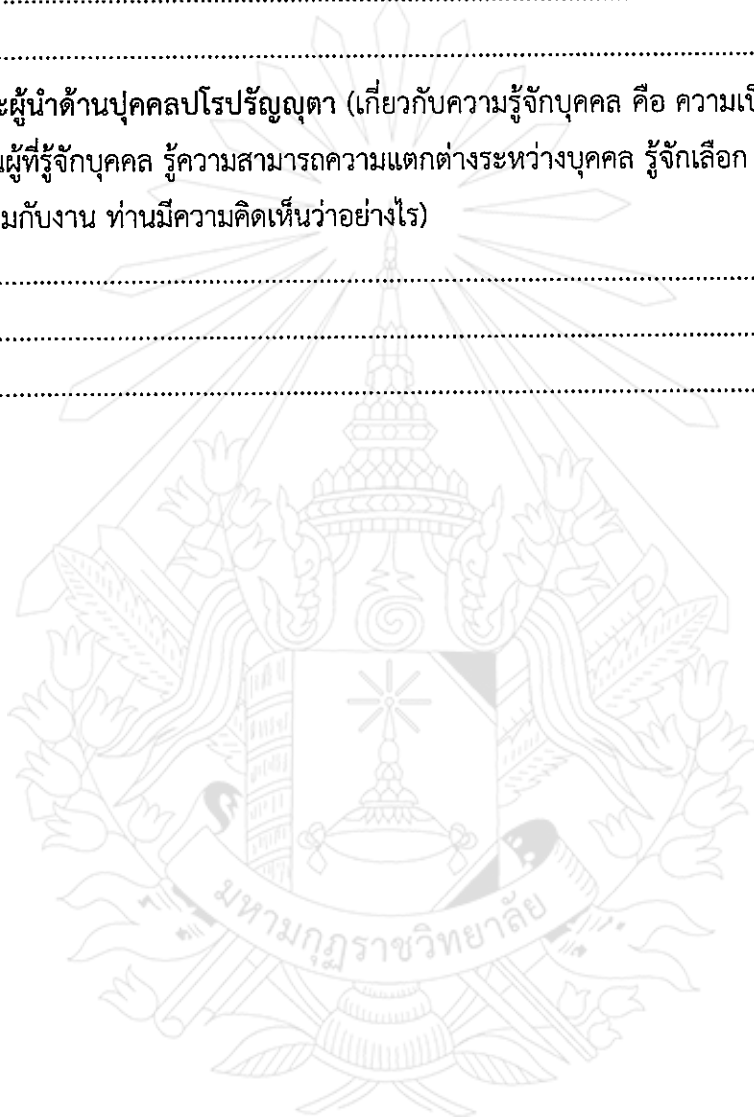 ะผู้นำด้านปุคคลปโรปรัญญุตา (เกี่ยวกับความรู้จักบุคคล คือ ความเป็
นผู้ที่รู้จักบุคคล รู้ความสามารถความแตกต่างระหว่างบุคคล รู้จักเลือก
มกับงาน ท่านมีความคิดเห็นว่าอย่างไร)
มหามกุฏราชวิทยาลัย